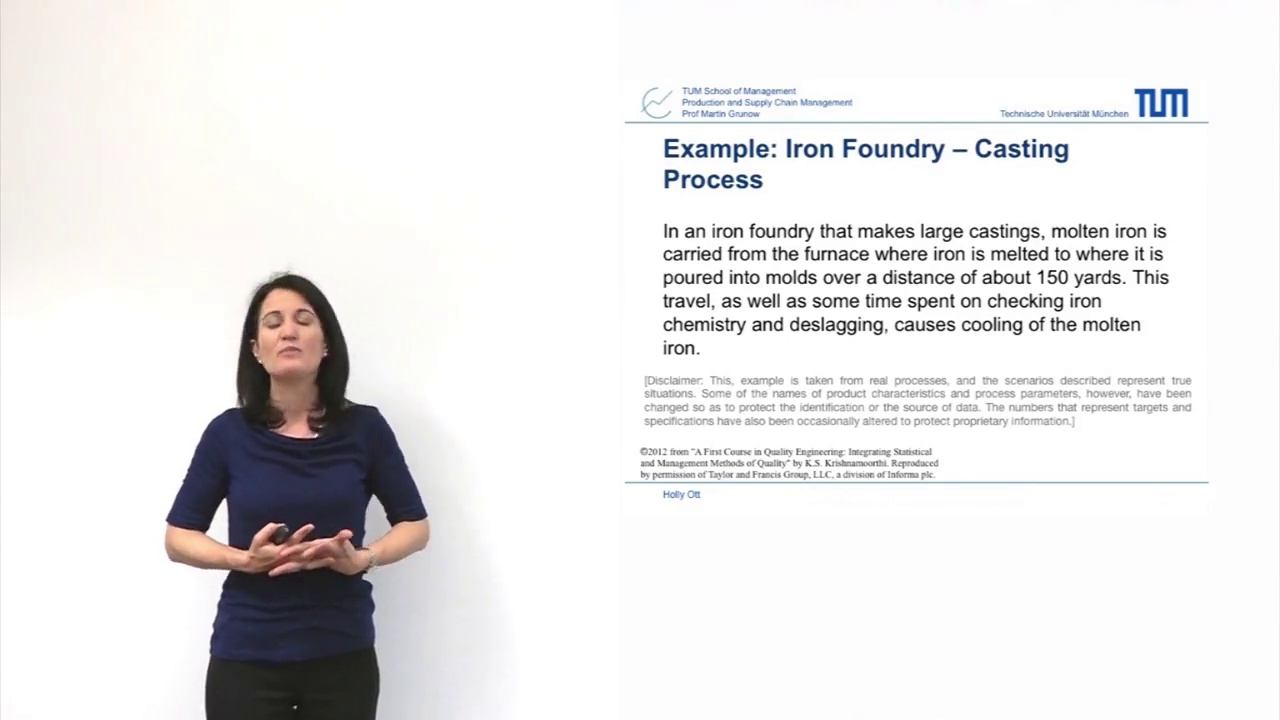 TUM School of Management
Production and Supply Chain Management
Prof Martin Grunow
Technische Universität München
TUM
Example: Iron Foundry – Casting
Process
In an iron foundry that makes large castings, molten iron is
carried from the furnace where iron is melted to where it is
poured into molds over a distance of about 150 yards. This
travel, as well as some time spent on checking iron
chemistry and deslagging, causes cooling of the molten
iron.
[Disclaimer: This, example is taken from real processes, and the scenarios described represent true
situations. Some of the names of product characteristics and process parameters, however, have been
changed so as to protect the identification or the source of data. The numbers that represent targets and
specifications have also been occasionally altered to protect proprietary information.]
©2012 from "A First Course in Quality Engineering: Integrating Statistical
and Management Methods of Quality" by K.S. Krishnamoorthi. Reproduced
by permission of Taylor and Francis Group, LLC, a division of Informa plc.
Holly Ott